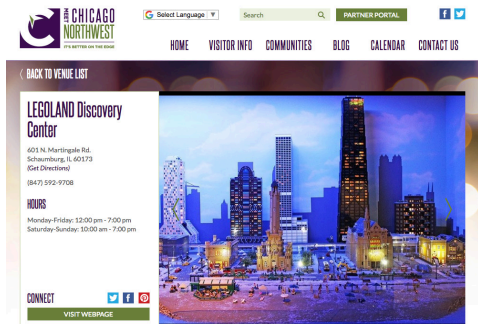 MEET CHICAGO
NORTHWEST
IT'S BETTER ON THE EDGE
G Select Language ▼
Search
PARTNER PORTAL
HOME VISITOR INFO COMMUNITIES BLOG CALENDAR CONTACT US
BACK TO VENUE LIST
LEGOLAND Discovery
Center
601 N. Martingale Rd.
Schaumburg, IL 60173
(Get Directions)
(847) 592-9708
HOURS
Monday-Friday: 12:00 pm - 7:00 pm
Saturday-Sunday: 10:00 am - 7:00 pm
CONNECT
VISIT WEBPAGE